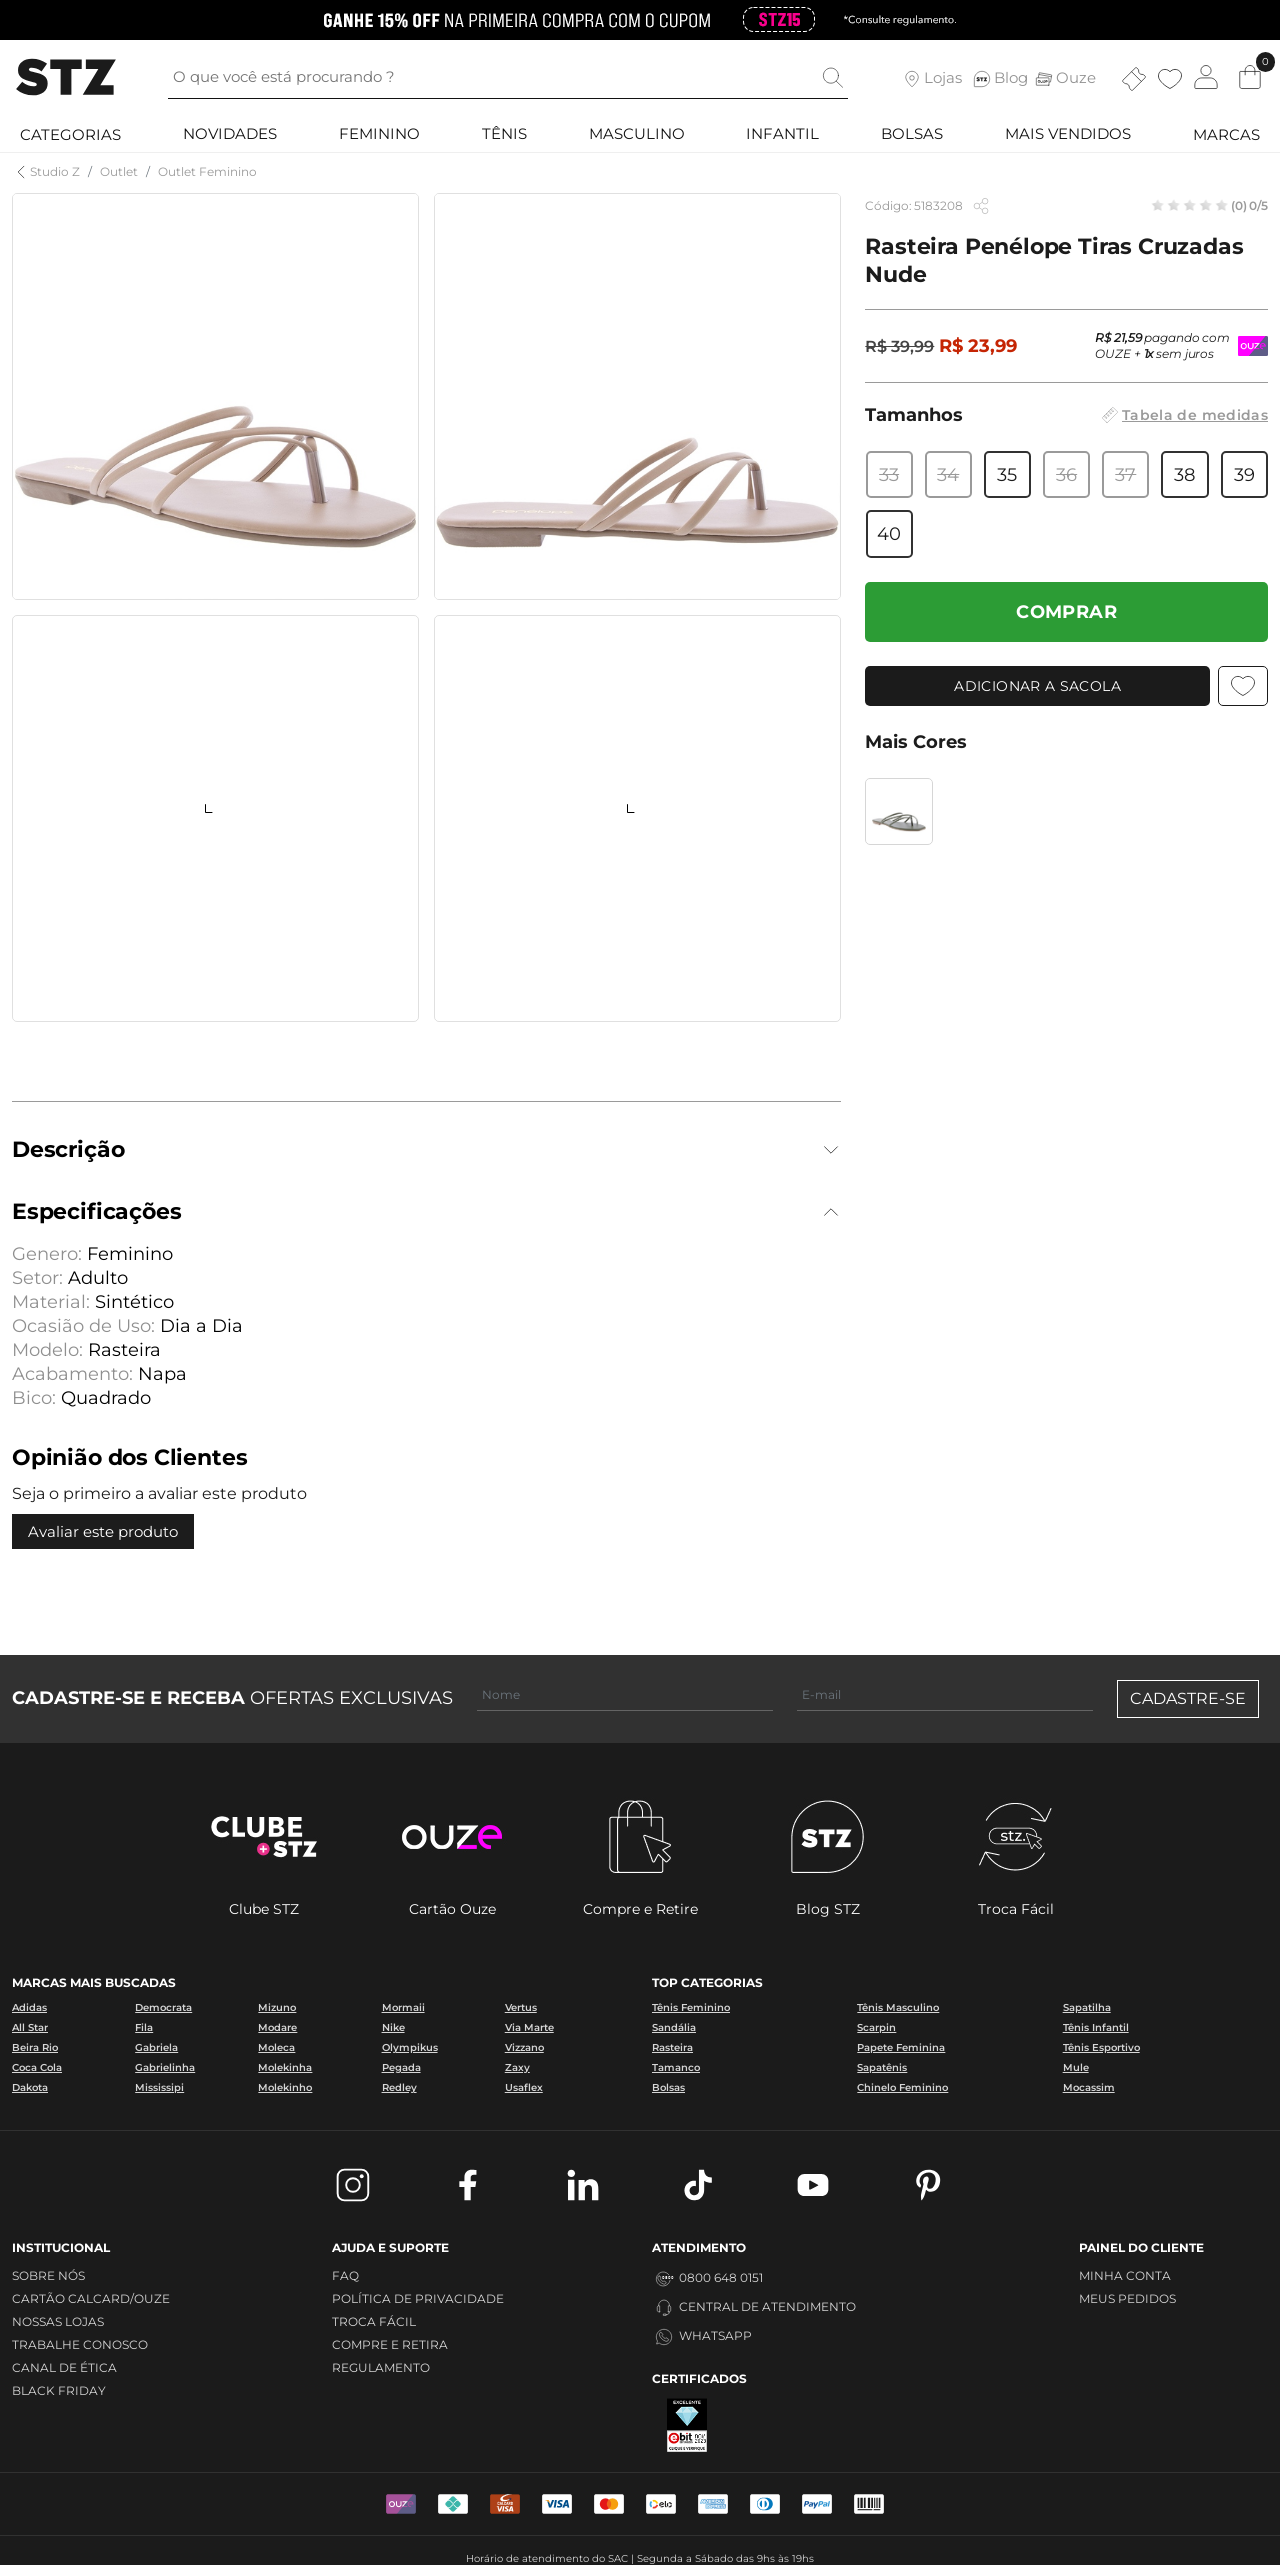 GANHE 15% OFF NA PRIMEIRA COMPRA COM O CUPOM STZ15 *Consulte regulamento.
STZ
O que você está procurando ?
Lojas
STZ Blog
Ouze
0
CATEGORIAS NOVIDADES FEMININO TÊNIS MASCULINO INFANTIL BOLSAS MAIS VENDIDOS MARCAS
Studio Z / Outlet / Outlet Feminino
Código: 5183208
(0) 0/5
Rasteira Penélope Tiras Cruzadas
Nude
R$ 39,99 R$ 23,99
R$ 21,59 pagando com
OUZE + 1x sem juros
OUZE
Tamanhos
Tabela de medidas
33 34 35 36 37 38 39
40
COMPRAR
ADICIONAR A SACOLA
Mais Cores
Descrição
Especificações
Genero: Feminino
Setor: Adulto
Material: Sintético
Ocasião de Uso: Dia a Dia
Modelo: Rasteira
Acabamento: Napa
Bico: Quadrado
Opinião dos Clientes
Seja o primeiro a avaliar este produto
Avaliar este produto
CADASTRE-SE E RECEBA OFERTAS EXCLUSIVAS
Nome
E-mail
CADASTRE-SE
CLUBE
+STZ
ouze
STZ
stz.
Clube STZ
Cartão Ouze
Compre e Retire
Blog STZ
Troca Fácil
MARCAS MAIS BUSCADAS
Adidas Democrata Mizuno Mormaii Vertus
All Star Fila Modare Nike Via Marte
Beira Rio Gabriela Moleca Olympikus Vizzano
Coca Cola Gabrielinha Molekinha Pegada Zaxy
Dakota Mississipi Molekinho Redley Usaflex
TOP CATEGORIAS
Tênis Feminino Tênis Masculino Sapatilha
Sandália Scarpin Tênis Infantil
Rasteira Papete Feminina Tênis Esportivo
Tamanco Sapatênis Mule
Bolsas Chinelo Feminino Mocassim
INSTITUCIONAL
SOBRE NÓS
CARTÃO CALCARD/OUZE
NOSSAS LOJAS
TRABALHE CONOSCO
CANAL DE ÉTICA
BLACK FRIDAY
AJUDA E SUPORTE
FAQ
POLÍTICA DE PRIVACIDADE
TROCA FÁCIL
COMPRE E RETIRA
REGULAMENTO
ATENDIMENTO
0800 648 0151
CENTRAL DE ATENDIMENTO
WHATSAPP
CERTIFICADOS
EXCELENTE
ebit
CLIQUE E VERIFIQUE
PAINEL DO CLIENTE
MINHA CONTA
MEUS PEDIDOS
VISA
VISA
elo
PayPal
Horário de atendimento do SAC | Segunda a Sábado das 9hs às 19hs